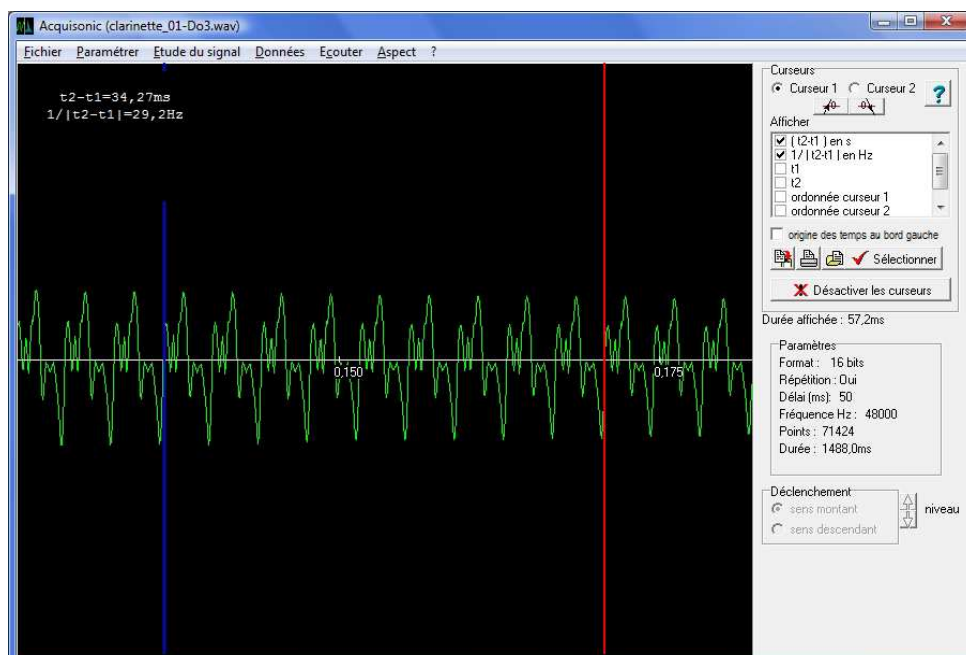 Acquisonic (clarinette_01-Do3.wav)
Fichier Paramétrer Etude du signal Données Ecouter Aspect ?
t2-t1=34,27ms
1/|t2-t1|=29,2Hz
0,150
0,175
Curseurs
Curseur 1 Curseur 2
?
Afficher
( t2-t1 ) en s
1/ | t2-t1 | en Hz
t1
t2
ordonnée curseur 1
ordonnée curseur 2
origine des temps au bord gauche
Sélectionner
Désactiver les curseurs
Durée affichée : 57,2ms
Paramètres
Format : 16 bits
Répétition : Oui
Délai (ms): 50
Fréquence Hz : 48000
Points : 71424
Durée : 1488,0ms
Déclenchement
sens montant
niveau
sens descendant